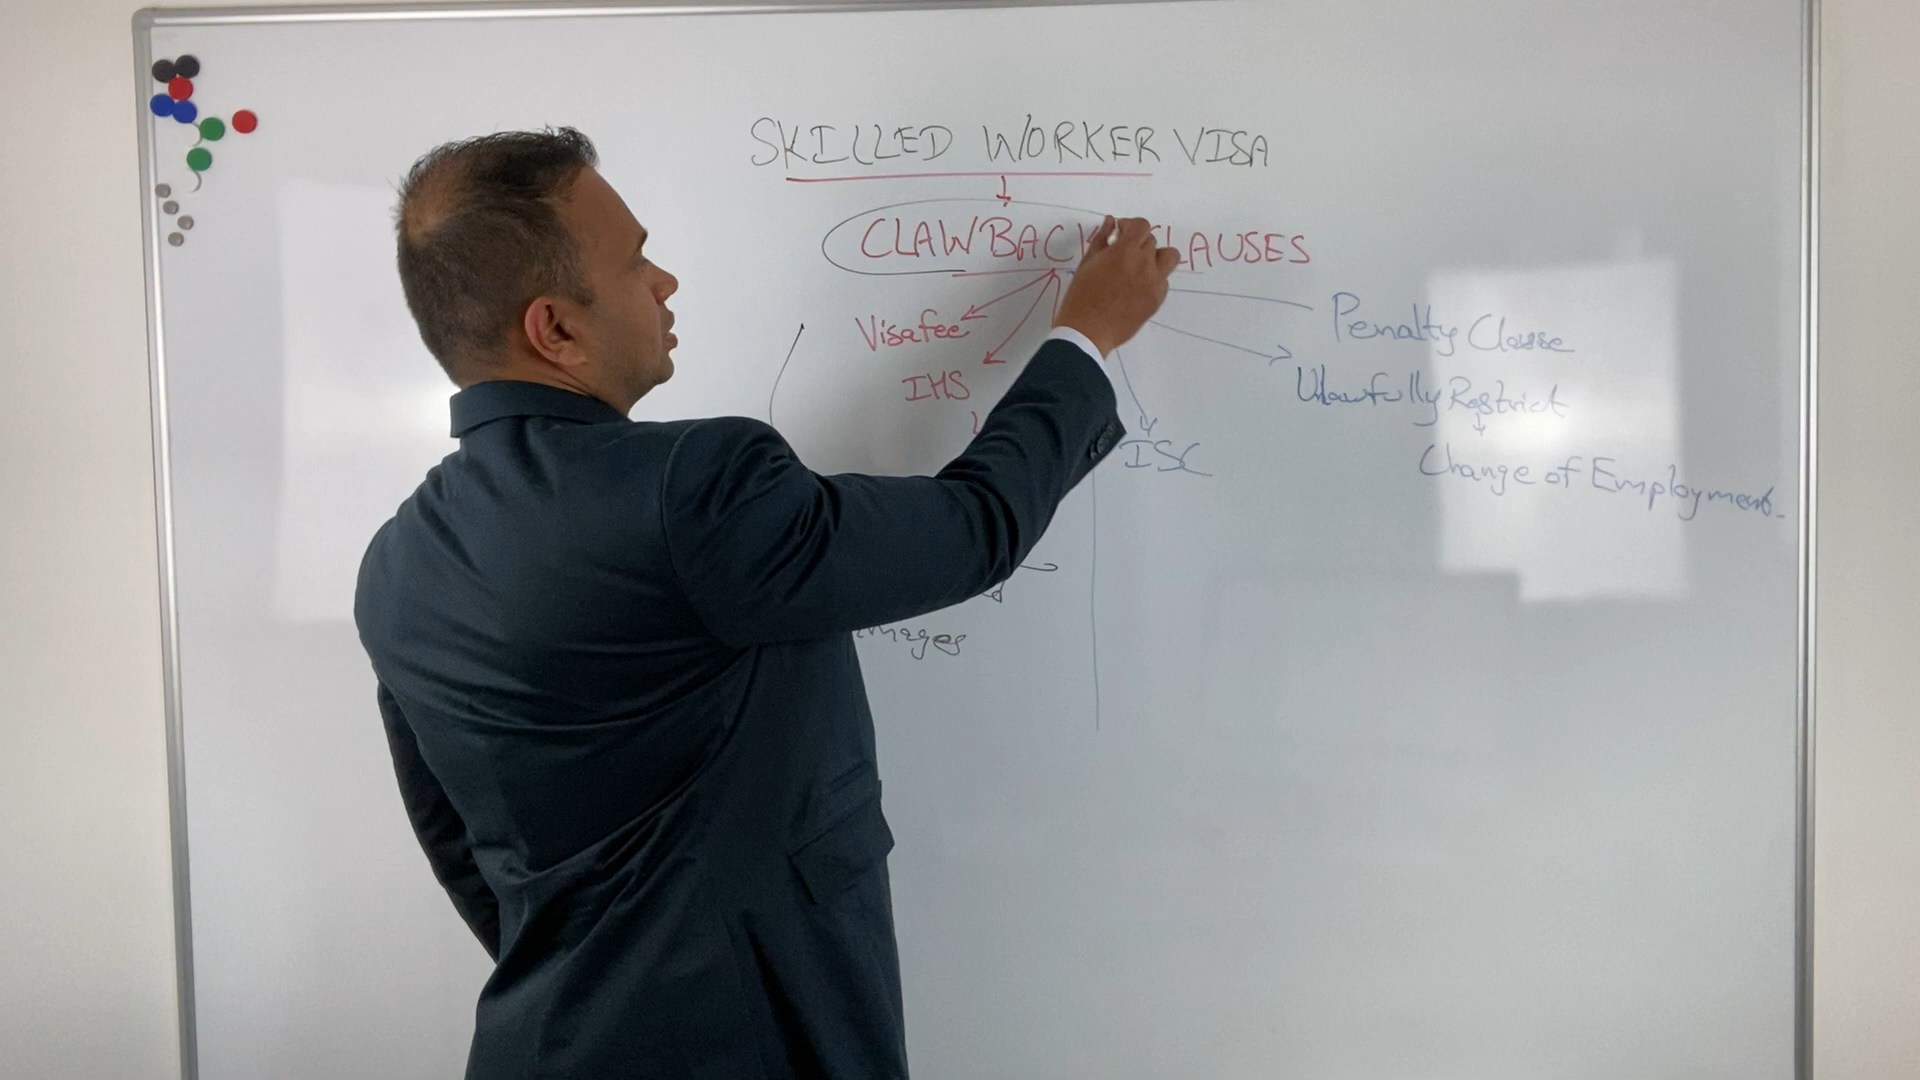 SKILLED WORKER VISA
CLAWBACK CLAUSES
Visa fee
IHS
ISC
Penalty Clause
Unlawfully Restrict
Change of Employment